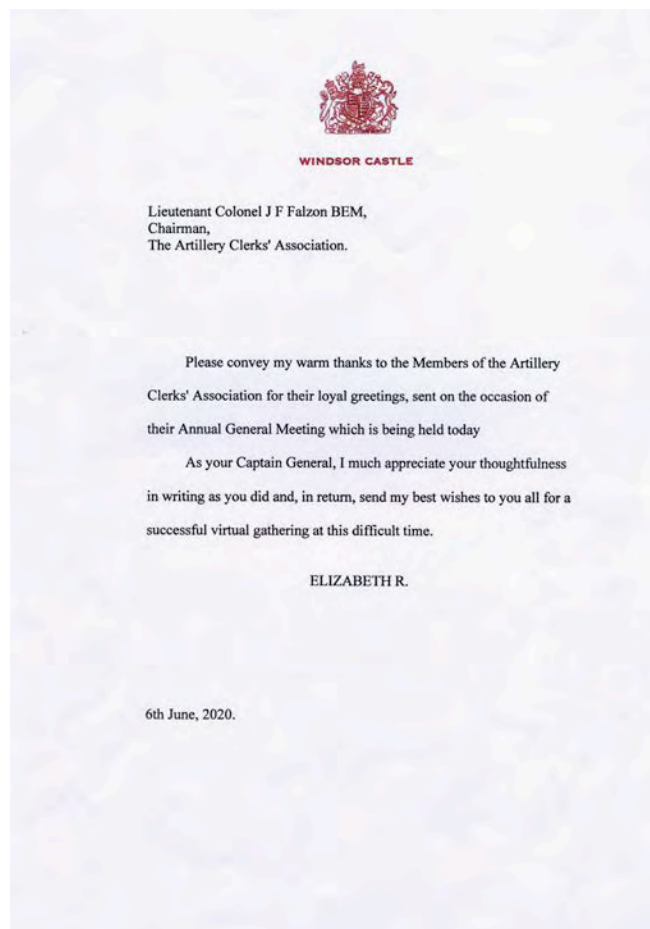 WINDSOR CASTLE
Lieutenant Colonel J F Falzon BEM,
Chairman,
The Artillery Clerks' Association.
Please convey my warm thanks to the Members of the Artillery
Clerks' Association for their loyal greetings, sent on the occasion of
their Annual General Meeting which is being held today
As your Captain General, I much appreciate your thoughtfulness
in writing as you did and, in return, send my best wishes to you all for a
successful virtual gathering at this difficult time.
ELIZABETH R.
6th June, 2020.